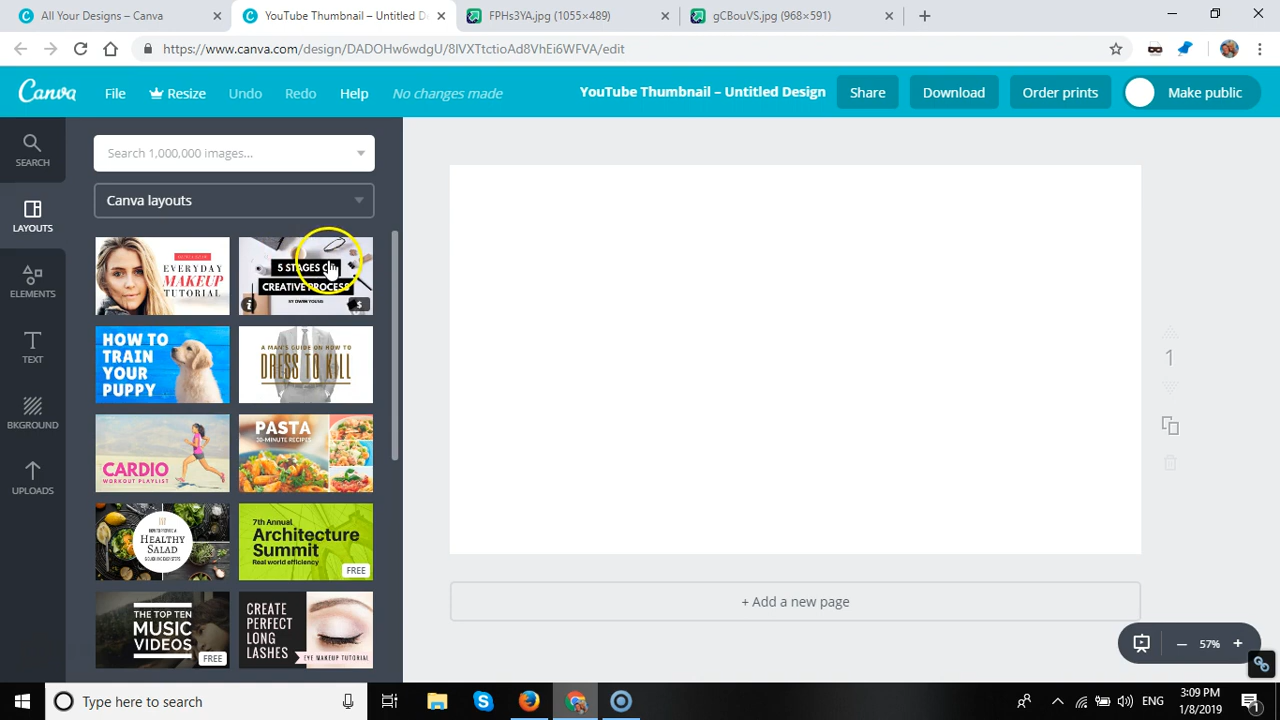 All Your Designs – Canva
YouTube Thumbnail – Untitled D
FPHs3YA.jpg (1055×489)
gCBouVS.jpg (968×591)
https://www.canva.com/design/DADOHw6wdgU/8IVXTtctioAd8VhEi6WFVA/edit
Canva
File
Resize
Undo
Redo
Help
No changes made
YouTube Thumbnail – Untitled Design
Share
Download
Order prints
Make public
SEARCH
LAYOUTS
ELEMENTS
TEXT
BKGROUND
UPLOADS
Search 1,000,000 images...
Canva layouts
EVERYDAY
MAKEUP
TUTORIAL
5 STAGES
CREATIVE PROCESS
HOW TO
TRAIN
YOUR
PUPPY
A MAN'S GUIDE ON HOW TO
DRESS TO KILL
CARDIO
WORKOUT PLAYLIST
PASTA
30-MINUTE RECIPES
HEALTHY
SALAD
7th Annual
Architecture
Summit
Real world efficiency
FREE
THE TOP TEN
MUSIC
VIDEOS
FREE
CREATE
PERFECT
LONG
LASHES
EYE MAKEUP TUTORIAL
1
+ Add a new page
57%
Type here to search
ENG
3:09 PM
1/8/2019
1